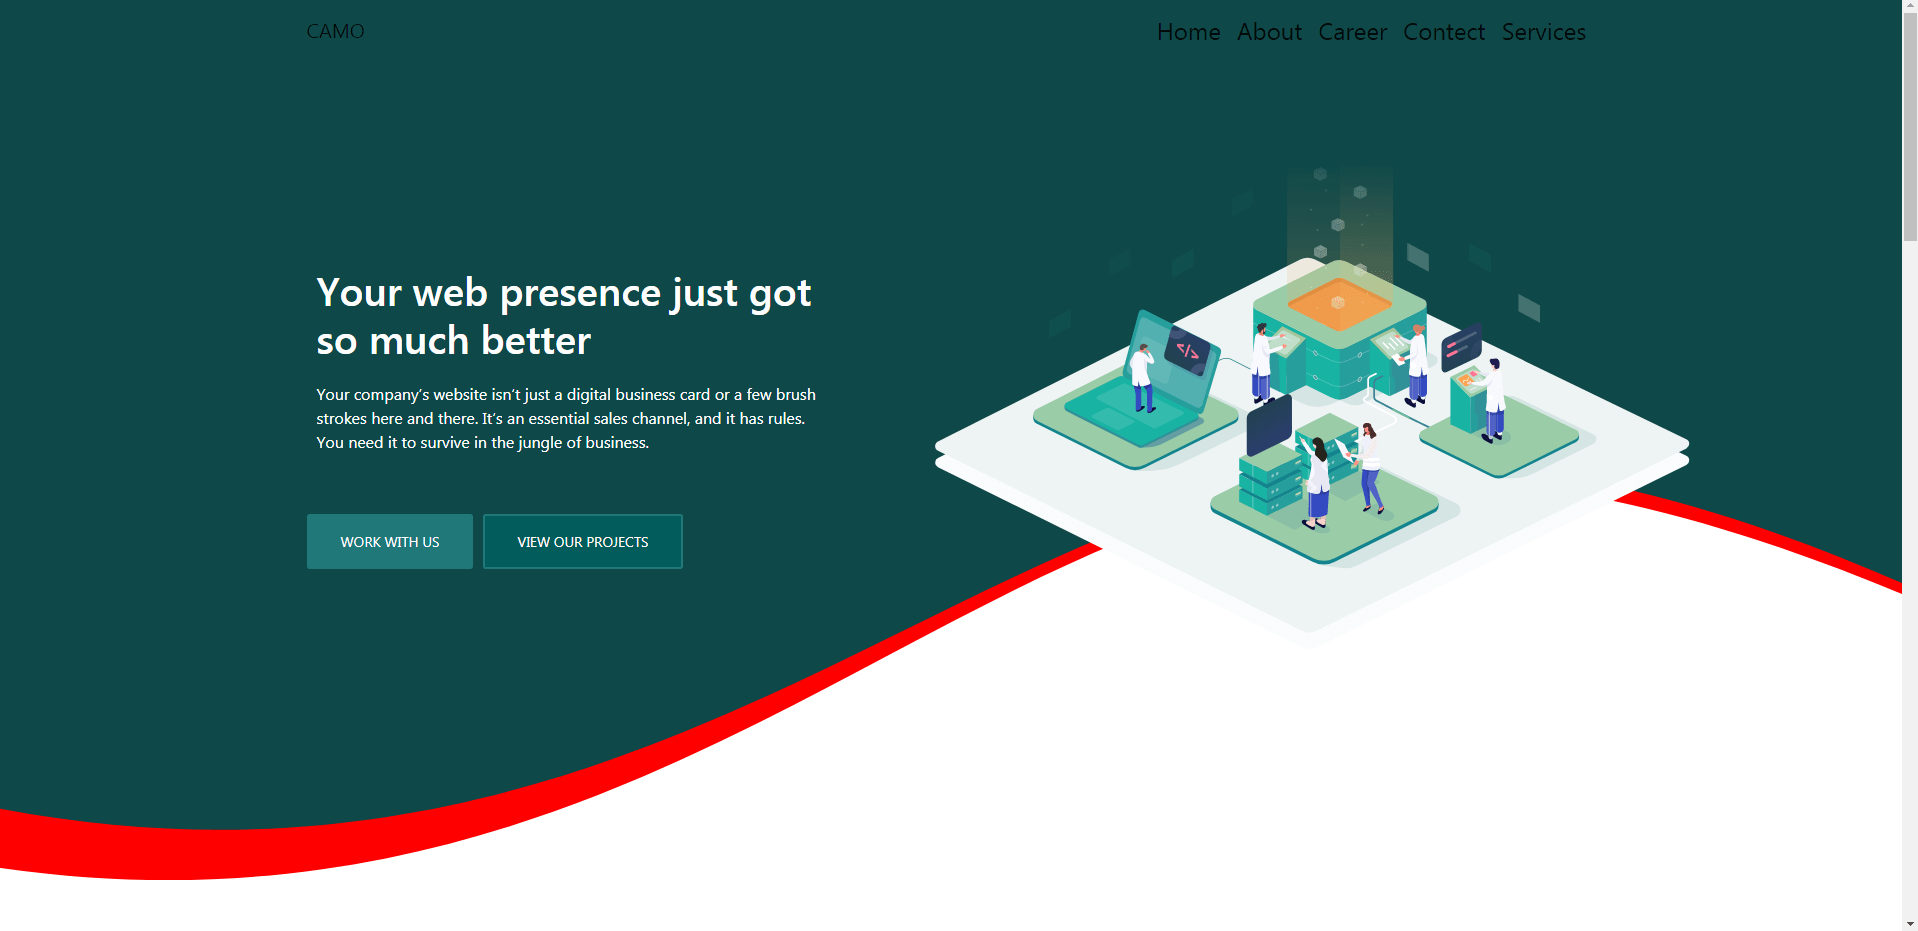 CAMO
Home About Career Contect Services
Your web presence just got
so much better
Your company’s website isn’t just a digital business card or a few brush
strokes here and there. It’s an essential sales channel, and it has rules.
You need it to survive in the jungle of business.
WORK WITH US
VIEW OUR PROJECTS
</>